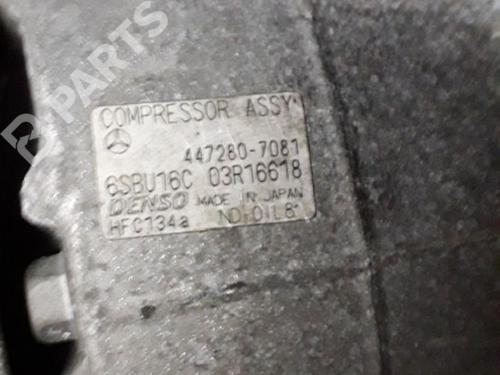 B PARTS
COMPRESSOR ASSY
447280-7081
6SBU16C 03R16618
DENSO MADE IN JAPAN
HFC134a ND-OIL8